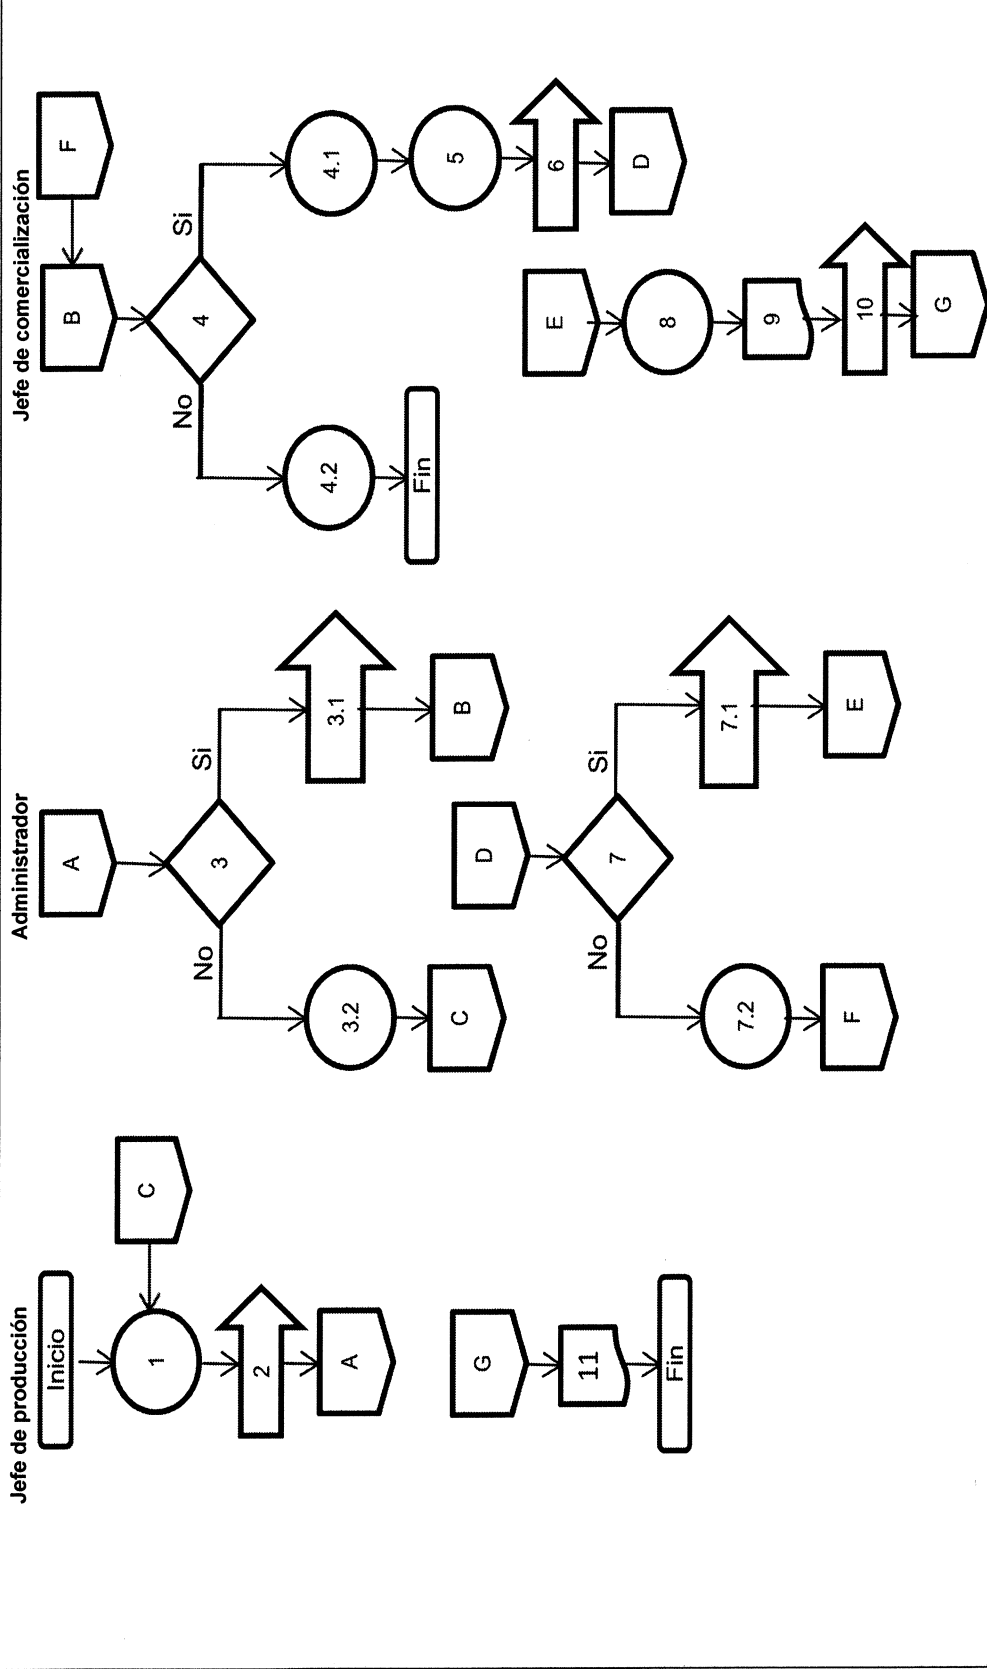 Jefe de producción
Inicio
C
1
2
A
G
11
Fin
Administrador
A
3
No
Si
3.2
3.1
C
B
D
7
No
Si
7.2
7.1
F
E
Jefe de comercialización
B
F
4
No
Si
4.2
4.1
Fin
5
6
D
E
8
9
10
G